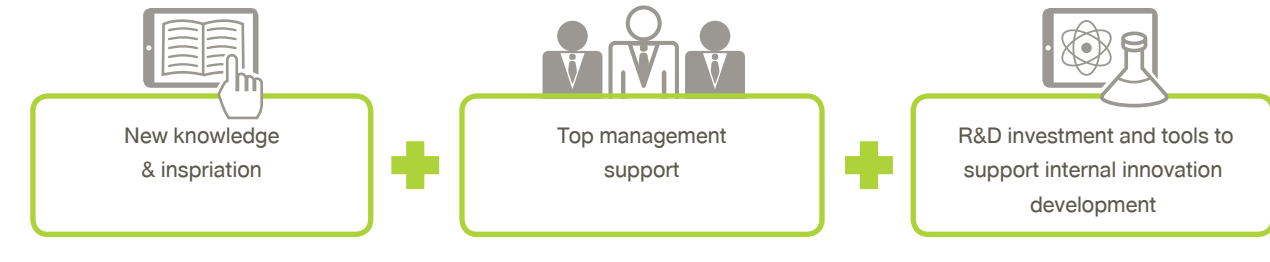 New knowledge
& inspriation
Top management
support
R&D investment and tools to
support internal innovation
development